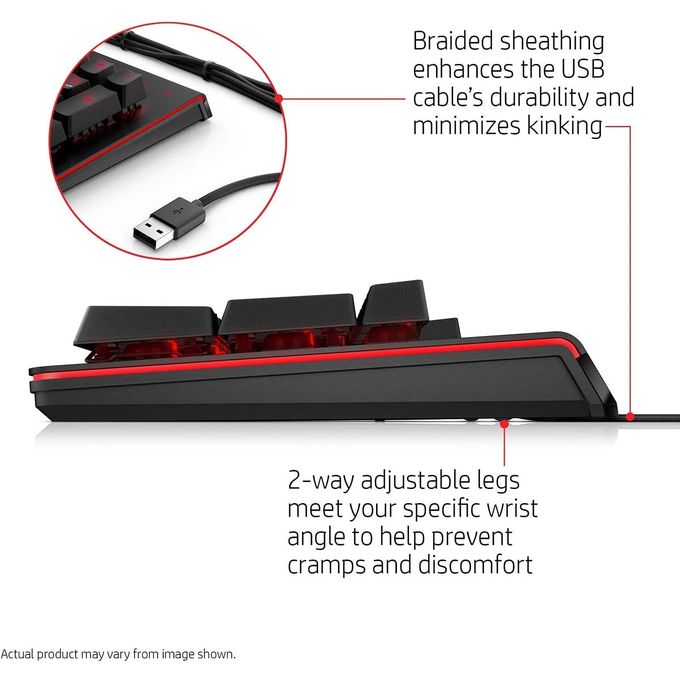 Braided sheathing
enhances the USB
cable's durability and
minimizes kinking
2-way adjustable legs
meet your specific wrist
angle to help prevent
cramps and discomfort
Actual product may vary from image shown.